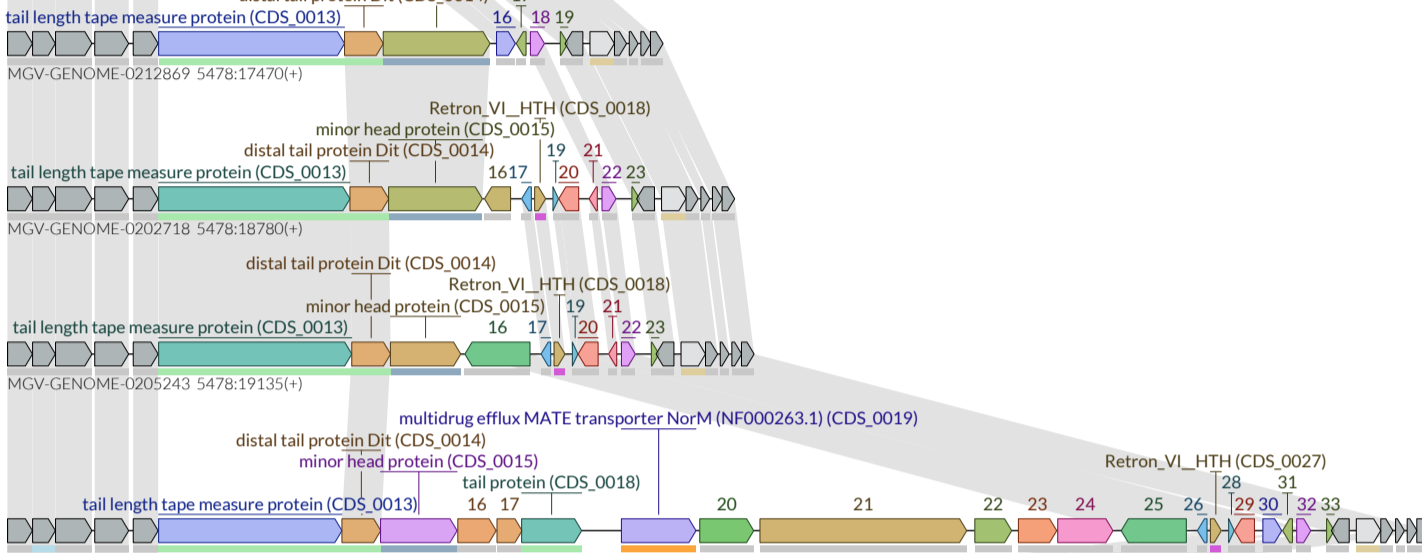 distal tail protein Dit (CDS_0014)
tail length tape measure protein (CDS_0013) 16 18 19
MGV-GENOME-0212869 5478:17470(+)
Retron_VI__HTH (CDS_0018)
minor head protein (CDS_0015)
distal tail protein Dit (CDS_0014) 19 21
tail length tape measure protein (CDS_0013) 16 17 20 22 23
MGV-GENOME-0202718 5478:18780(+)
distal tail protein Dit (CDS_0014)
Retron_VI__HTH (CDS_0018)
minor head protein (CDS_0015) 19 21
tail length tape measure protein (CDS_0013) 16 17 20 22 23
MGV-GENOME-0205243 5478:19135(+)
multidrug efflux MATE transporter NorM (NF000263.1) (CDS_0019)
distal tail protein Dit (CDS_0014)
minor head protein (CDS_0015) Retron_VI__HTH (CDS_0027)
tail protein (CDS_0018) 28 31
tail length tape measure protein (CDS_0013) 16 17 20 21 22 23 24 25 26 29 30 32 33